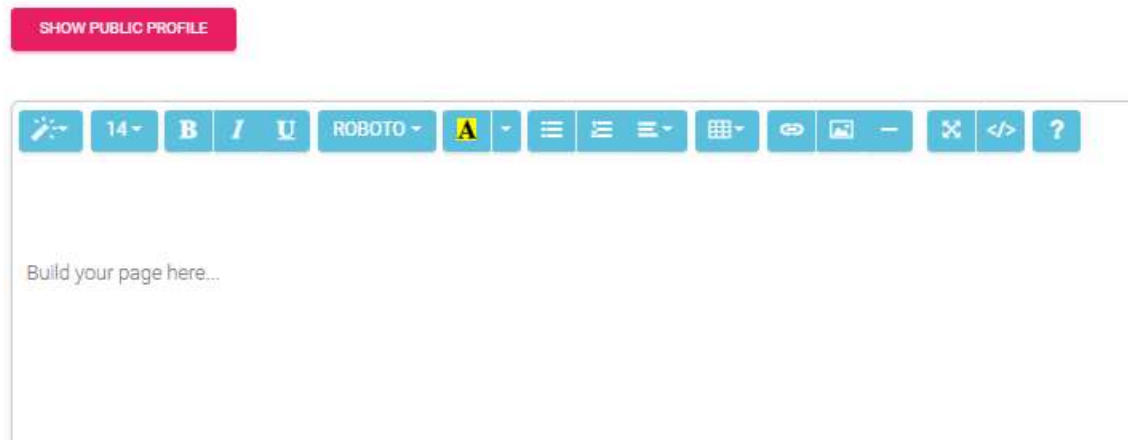 SHOW PUBLIC PROFILE
14 B I U ROBOTO A </> ?
Build your page here...